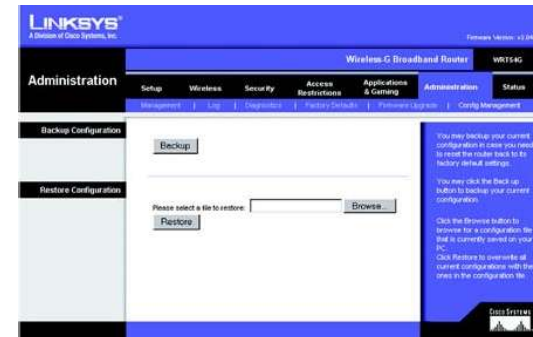 LINKSYS®
A Division of Cisco Systems, Inc.
Firmware Version: v3.04
Wireless-G Broadband Router WRT54G
Administration
Setup Wireless Security Access Restrictions Applications & Gaming Administration Status
Management | Log | Diagnostics | Factory Defaults | Firmware Upgrade | Config Management
Backup Configuration
Backup
You may backup your current
configuration in case you need
to reset the router back to its
factory default settings.
You may click the Back up
button to backup your current
configuration.
Restore Configuration
Please select a file to restore: Browse...
Restore
Click the Browse button to
browse for a configuration file
that is currently saved on your
PC.
Click Restore to overwrite all
current configurations with the
ones in the configuration file.
CISCO SYSTEMS